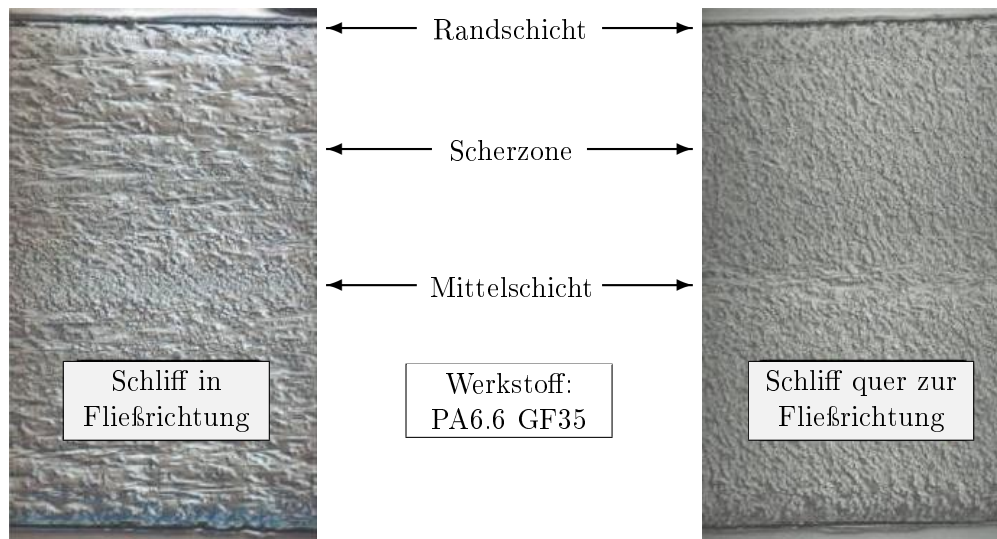 Randschicht
Scherzone
Mittelschicht
Schliff in
Fließrichtung
Werkstoff:
PA6.6 GF35
Schliff quer zur
Fließrichtung